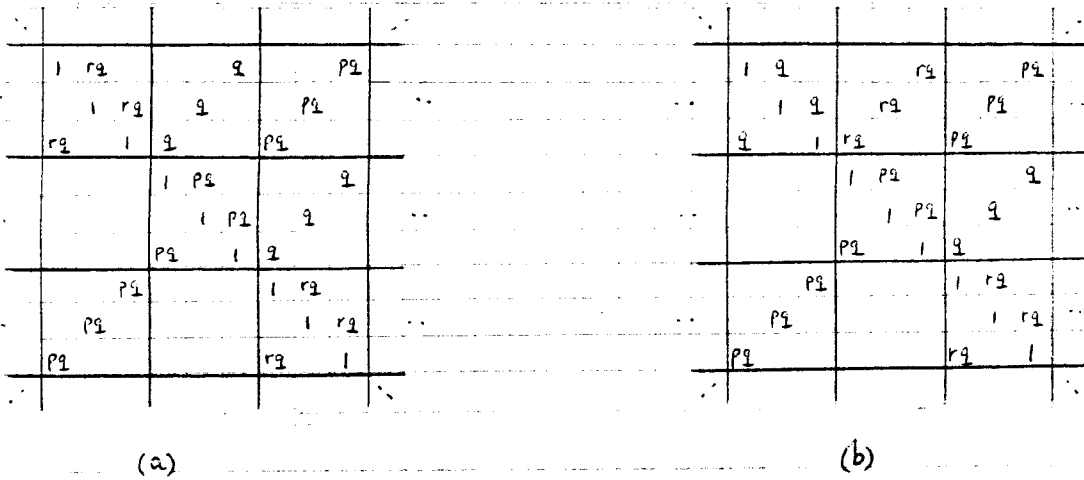 1 rq q pq 1 q rq pq
1 rq q pq 1 q rq pq
rq 1 q pq q 1 rq pq
1 pq q 1 pq q
1 pq q 1 pq q
pq 1 q pq 1 q
pq 1 rq pq 1 rq
pq 1 rq pq 1 rq
pq rq 1 pq rq 1
(a) (b)